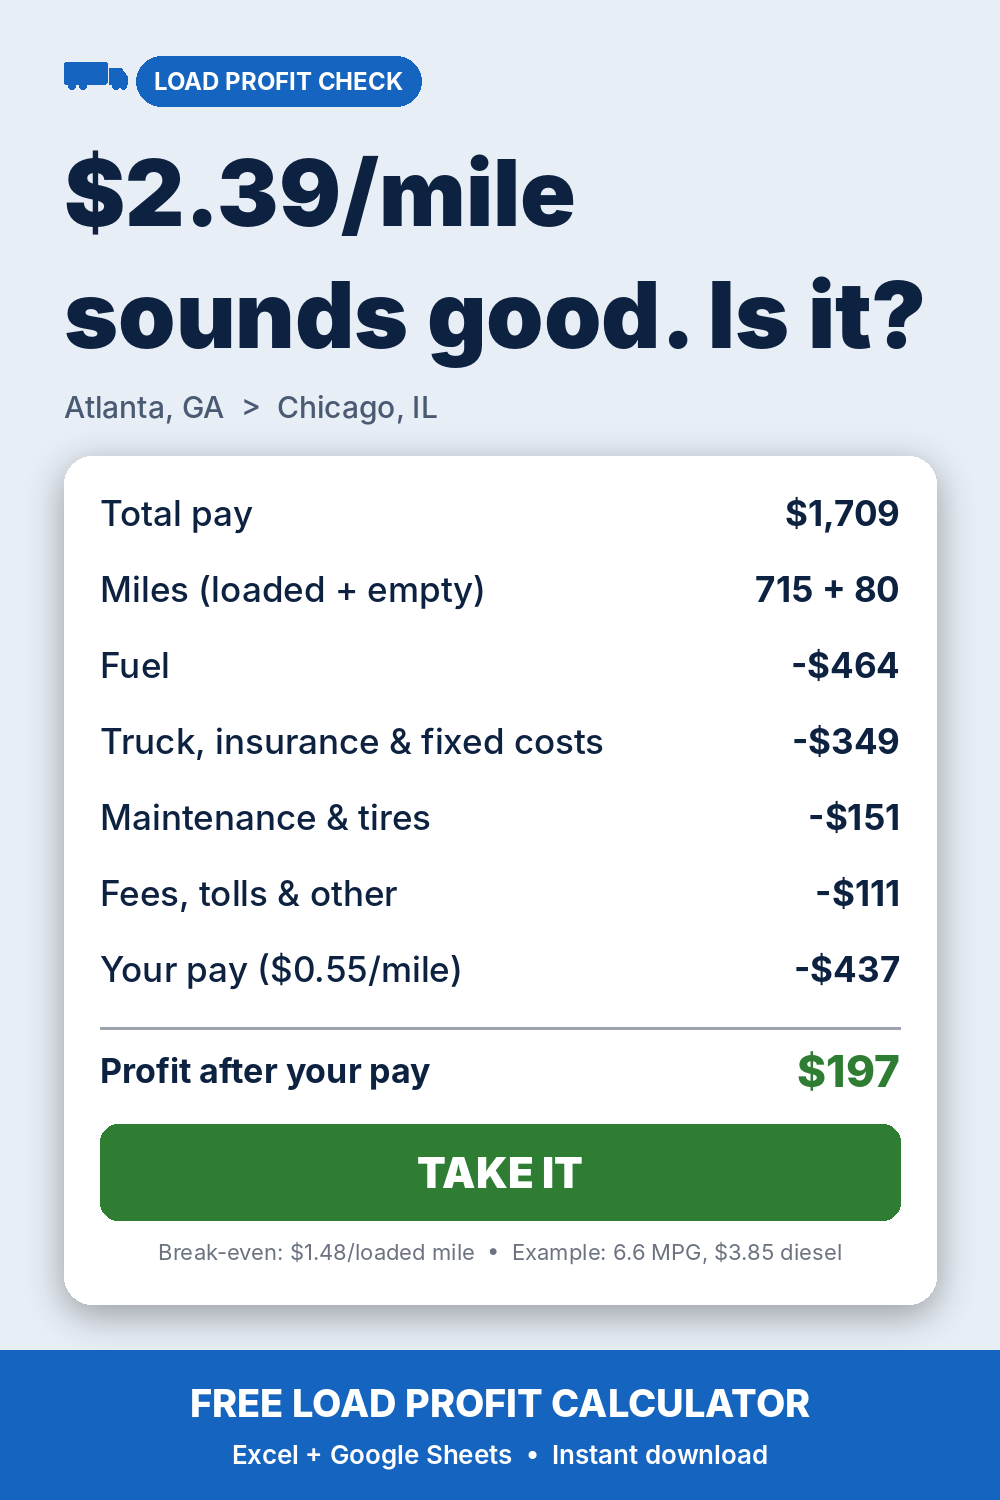 LOAD PROFIT CHECK
$2.39/mile
sounds good. Is it?
Atlanta, GA > Chicago, IL
Total pay $1,709
Miles (loaded + empty) 715 + 80
Fuel -$464
Truck, insurance & fixed costs -$349
Maintenance & tires -$151
Fees, tolls & other -$111
Your pay ($0.55/mile) -$437
Profit after your pay $197
TAKE IT
Break-even: $1.48/loaded mile • Example: 6.6 MPG, $3.85 diesel
FREE LOAD PROFIT CALCULATOR
Excel + Google Sheets • Instant download